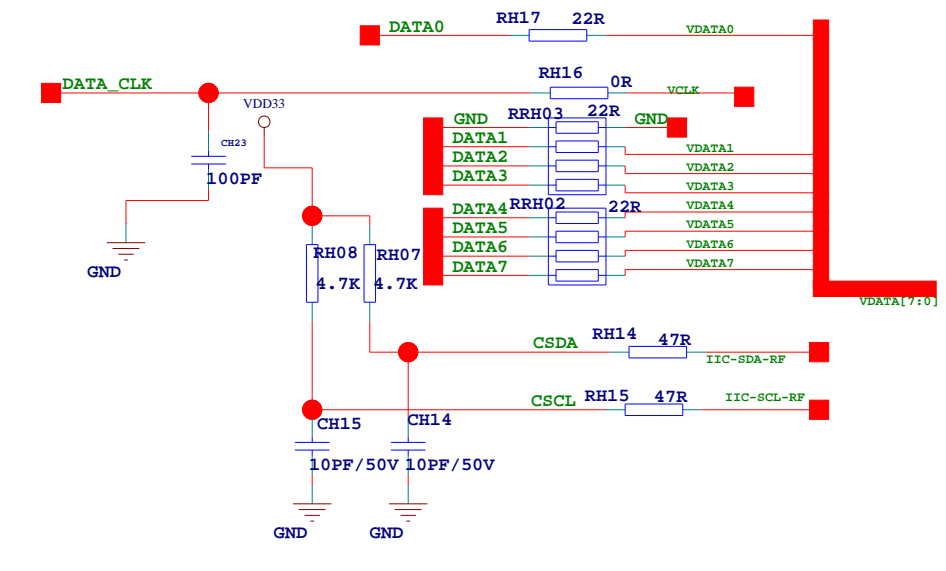 RH17 22R
DATA0 VDATA0
RH16
DATA_CLK 0R VCLK
VDD33
RRH03 22R
GND GND
CH23 DATA1 VDATA1
DATA2 VDATA2
100PF DATA3 VDATA3
RRH02 22R
DATA4 VDATA4
DATA5 VDATA5
DATA6 VDATA6
RH08 RH07
GND DATA7 VDATA7
4.7K 4.7K
VDATA[7:0]
RH14 47R
CSDA IIC-SDA-RF
RH15 47R IIC-SCL-RF
CSCL
CH15 CH14
10PF/50V 10PF/50V
GND GND